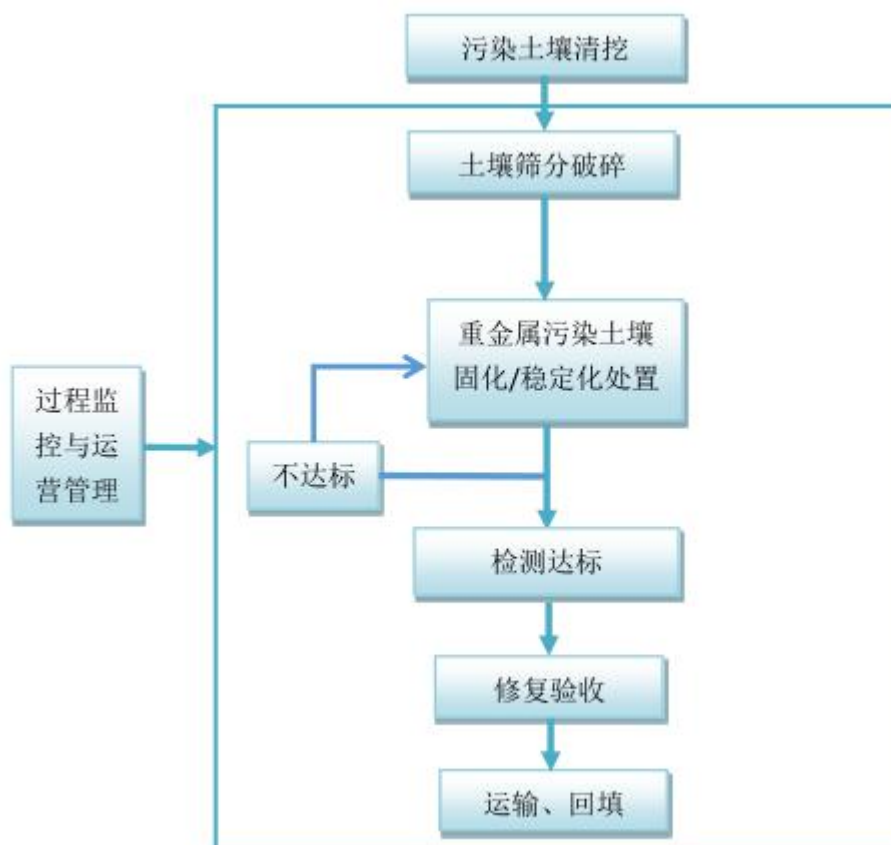 污染土壤清挖
土壤筛分破碎
重金属污染土壤
固化/稳定化处置
过程监
控与运
营管理
不达标
检测达标
修复验收
运输、回填